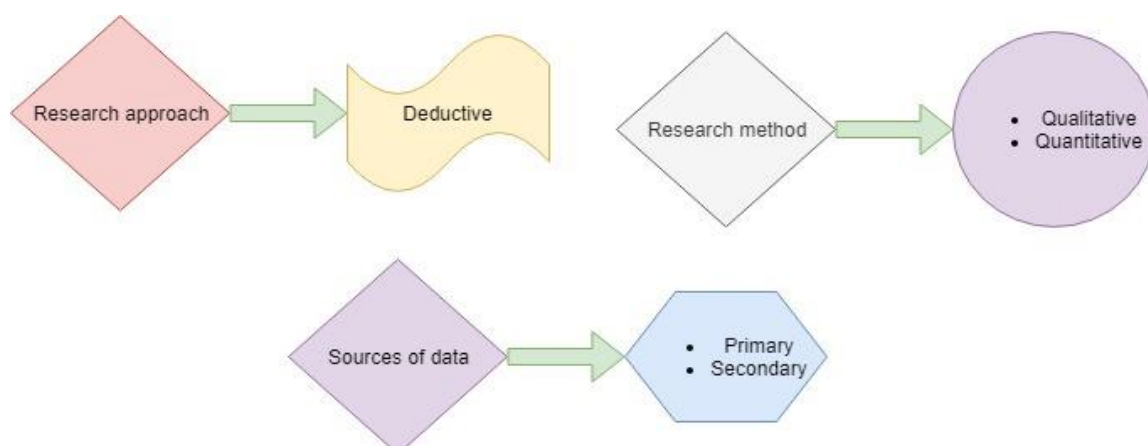 Research approach
Deductive
Research method
• Qualitative
• Quantitative
Sources of data
• Primary
• Secondary